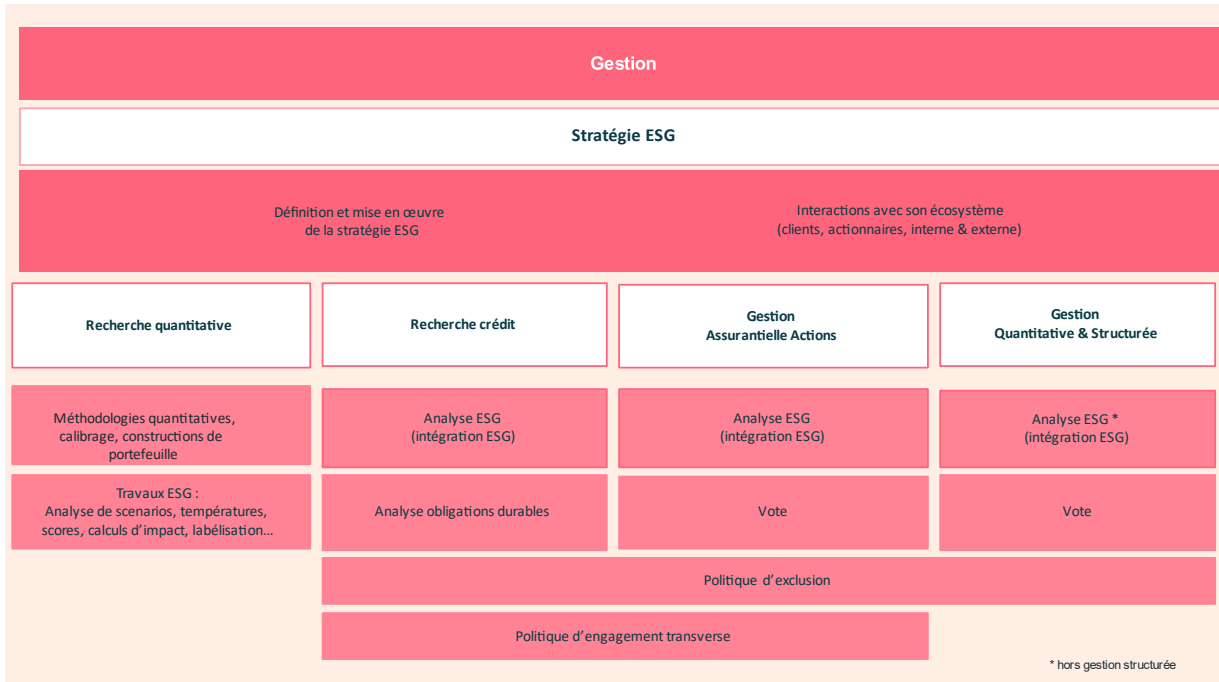 Gestion
Stratégie ESG
Définition et mise en œuvre
de la stratégie ESG
Interactions avec son écosystème
(clients, actionnaires, interne & externe)
Recherche quantitative
Recherche crédit
Gestion
Assurantielle Actions
Gestion
Quantitative & Structurée
Méthodologies quantitatives,
calibrage, constructions de
portefeuille
Analyse ESG
(intégration ESG)
Analyse ESG
(intégration ESG)
Analyse ESG *
(intégration ESG)
Travaux ESG :
Analyse de scenarios, températures,
scores, calculs d’impact, labélisation…
Analyse obligations durables
Vote
Vote
Politique d’exclusion
Politique d’engagement transverse
* hors gestion structurée